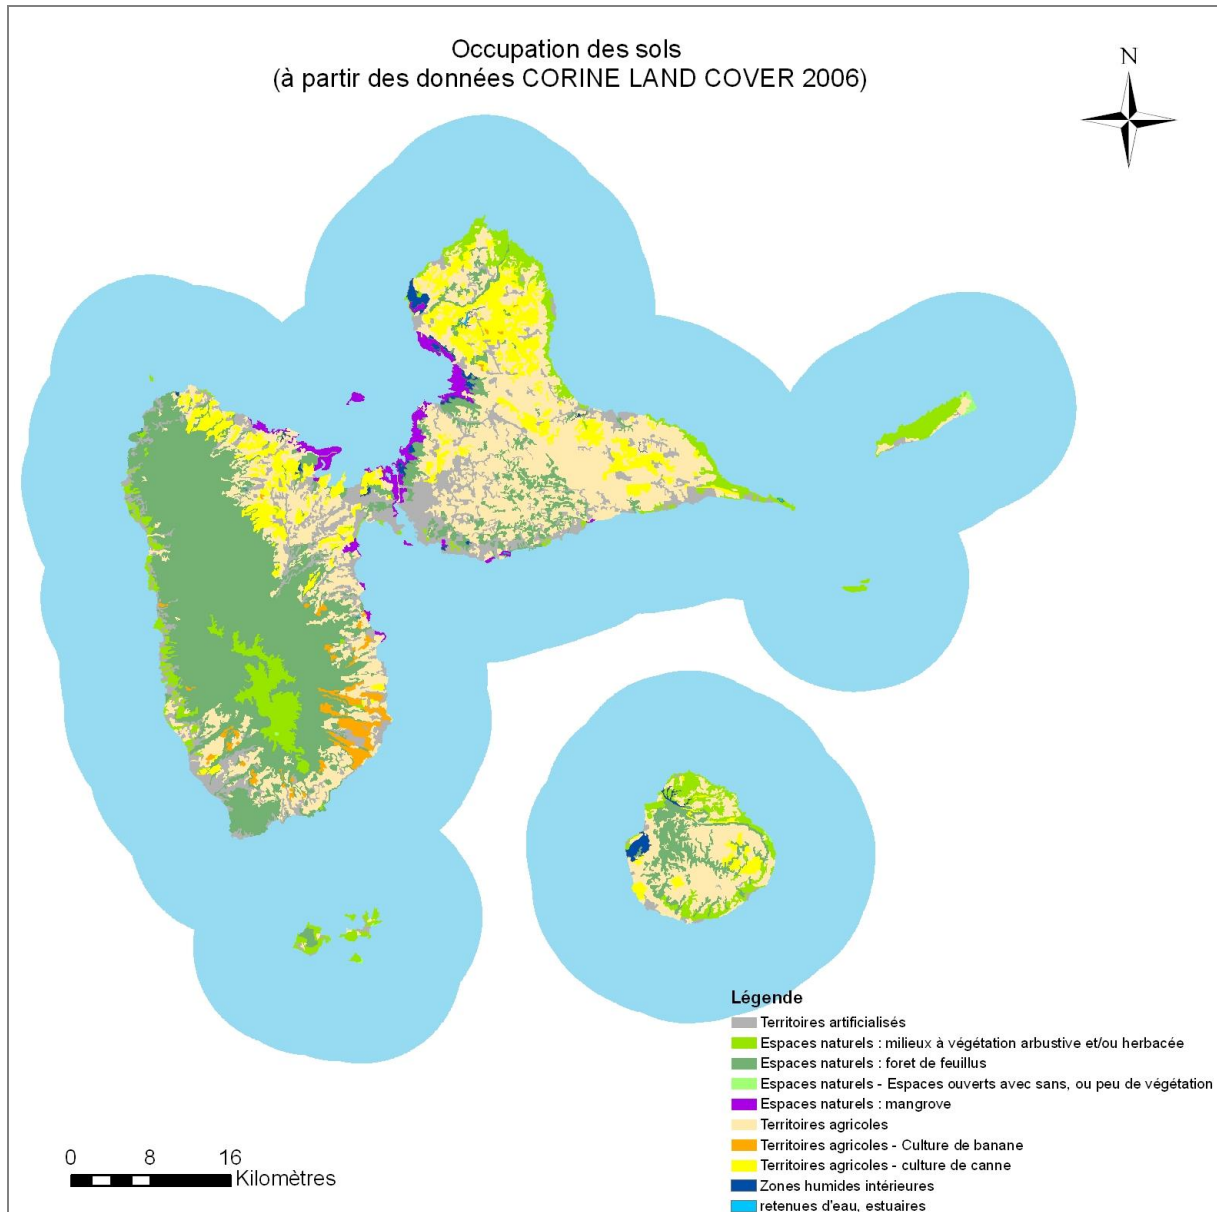 Occupation des sols
(à partir des données CORINE LAND COVER 2006)
N
Légende
Territoires artificialisés
Espaces naturels : milieux à végétation arbustive et/ou herbacée
Espaces naturels : foret de feuillus
Espaces naturels - Espaces ouverts avec sans, ou peu de végétation
Espaces naturels : mangrove
Territoires agricoles
Territoires agricoles - Culture de banane
Territoires agricoles - culture de canne
Zones humides intérieures
retenues d'eau, estuaires
0 8 16
Kilomètres